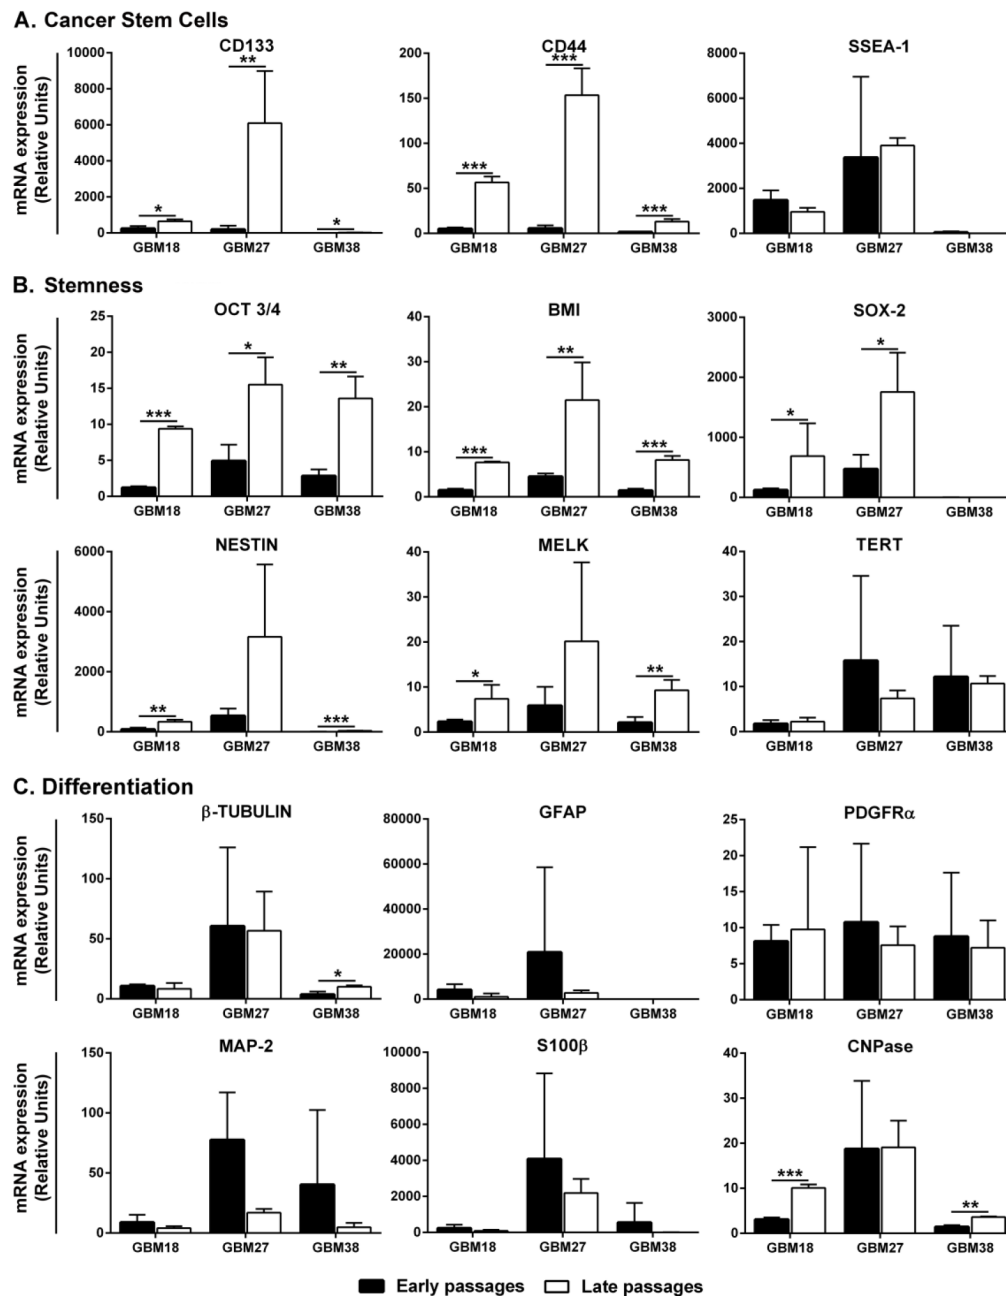 A. Cancer Stem Cells
CD133 CD44 SSEA-1
mRNA expression
(Relative Units)
10000 8000 6000 4000 2000 0
** * *
GBM18 GBM27 GBM38
200 150 100 50 0
*** *** ***
GBM18 GBM27 GBM38
8000 6000 4000 2000 0
GBM18 GBM27 GBM38
B. Stemness
OCT 3/4 BMI SOX-2
mRNA expression
(Relative Units)
25 20 15 10 5 0
*** * **
GBM18 GBM27 GBM38
40 30 20 10 0
*** ** ***
GBM18 GBM27 GBM38
3000 2000 1000 0
* *
GBM18 GBM27 GBM38
NESTIN MELK TERT
mRNA expression
(Relative Units)
6000 4000 2000 0
** ***
GBM18 GBM27 GBM38
40 30 20 10 0
* **
GBM18 GBM27 GBM38
40 30 20 10 0
GBM18 GBM27 GBM38
C. Differentiation
β-TUBULIN GFAP PDGFRα
mRNA expression
(Relative Units)
150 100 50 0
*
GBM18 GBM27 GBM38
80000 60000 40000 20000 0
GBM18 GBM27 GBM38
25 20 15 10 5 0
GBM18 GBM27 GBM38
MAP-2 S100β CNPase
mRNA expression
(Relative Units)
150 100 50 0
GBM18 GBM27 GBM38
10000 8000 6000 4000 2000 0
GBM18 GBM27 GBM38
40 30 20 10 0
*** **
GBM18 GBM27 GBM38
Early passages Late passages